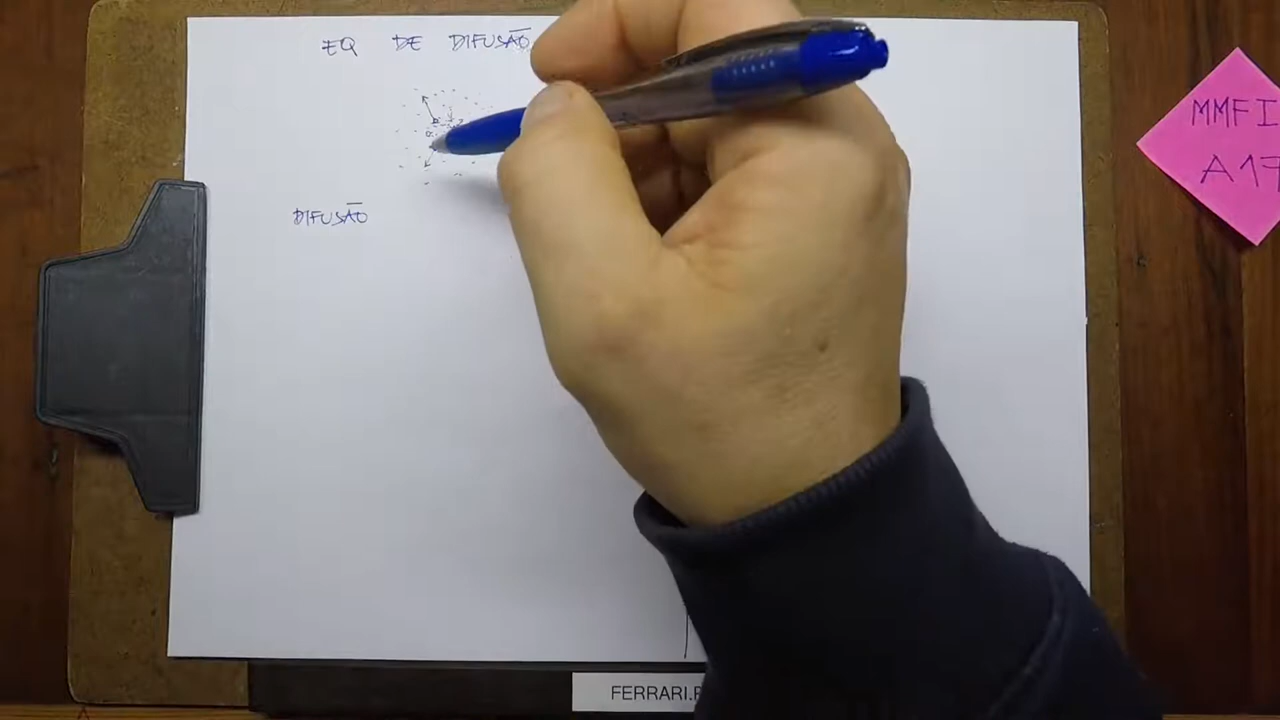 EQ DE DIFUSÃO
DIFUSÃO
MMFI
A17
FERRARI.